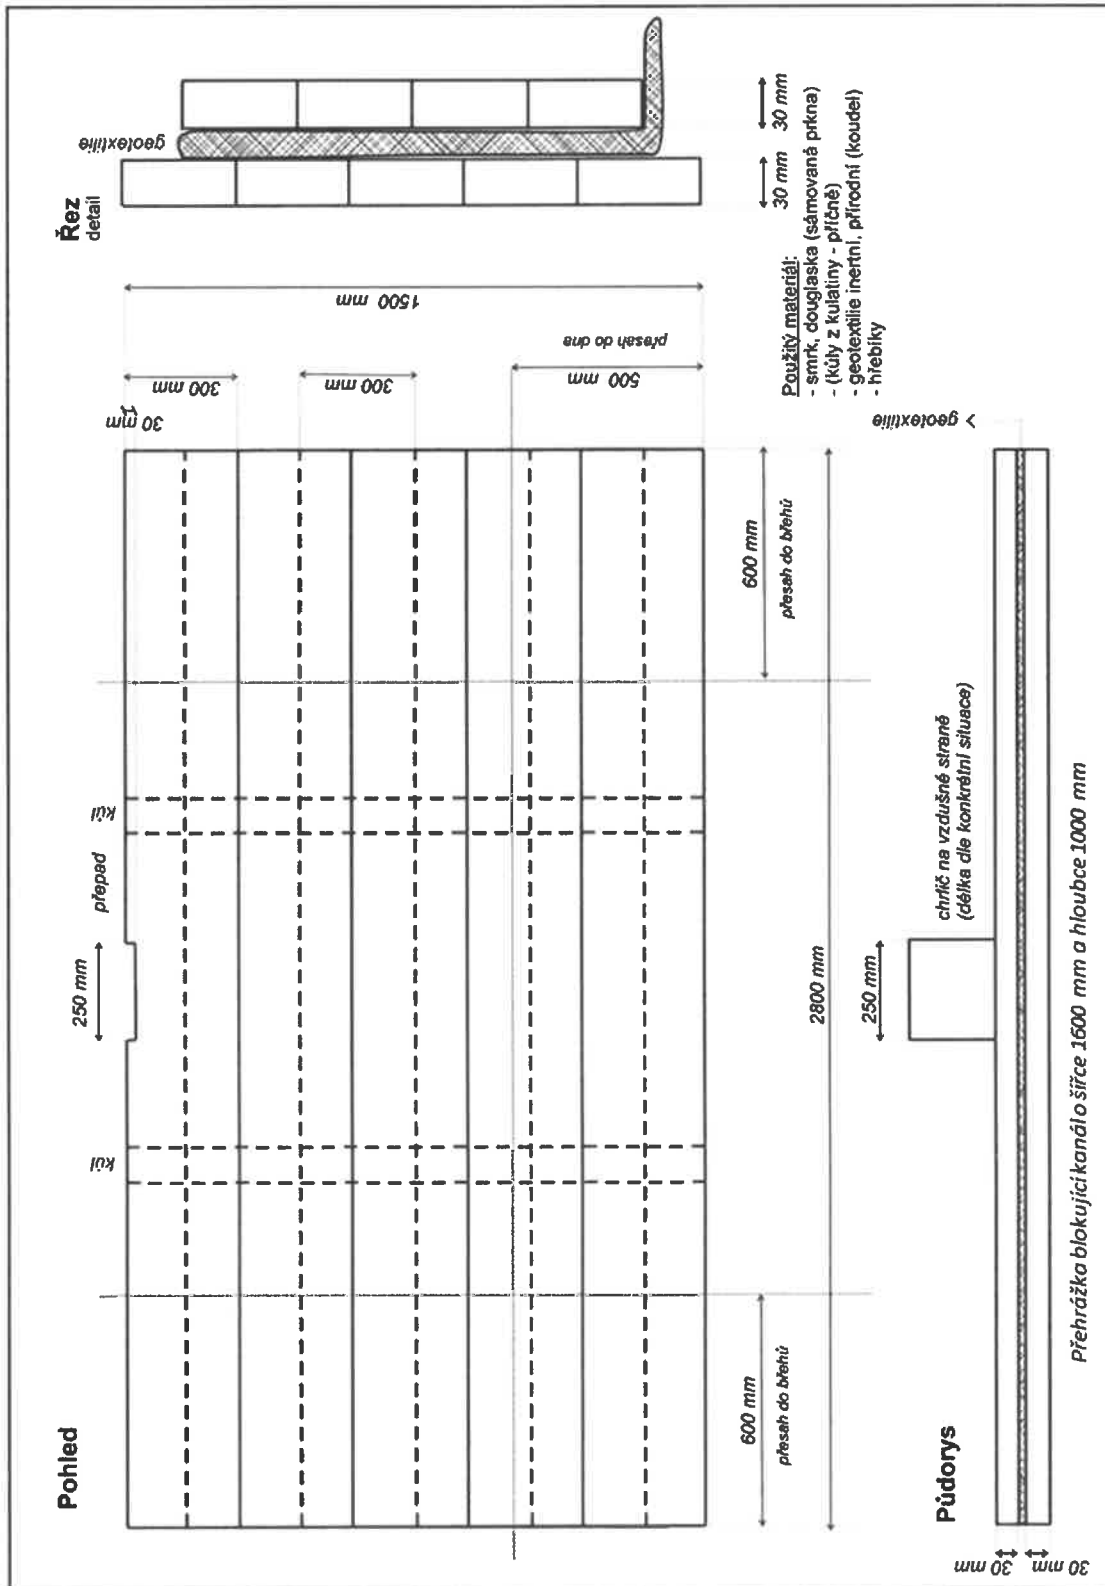 Pohled
250 mm
přepad
kůl
kůl
30 mm
300 mm
300 mm
500 mm
přesah do dna
1500 mm
600 mm
přesah do břehů
600 mm
přesah do břehů
2800 mm
Řez
detail
geotextilie
30 mm
30 mm
Použitý materiál:
- smrk, douglaska (sámovaná prkna)
- (kůly z kulatiny - příčně)
- geotextilie inertní, přírodní (koudel)
- hřebíky
Půdorys
250 mm
chrlič na vzdušné straně
(délka dle konkrétní situace)
> geotextilie
30 mm
30 mm
Přehrážka blokující kanál o šířce 1600 mm a hloubce 1000 mm